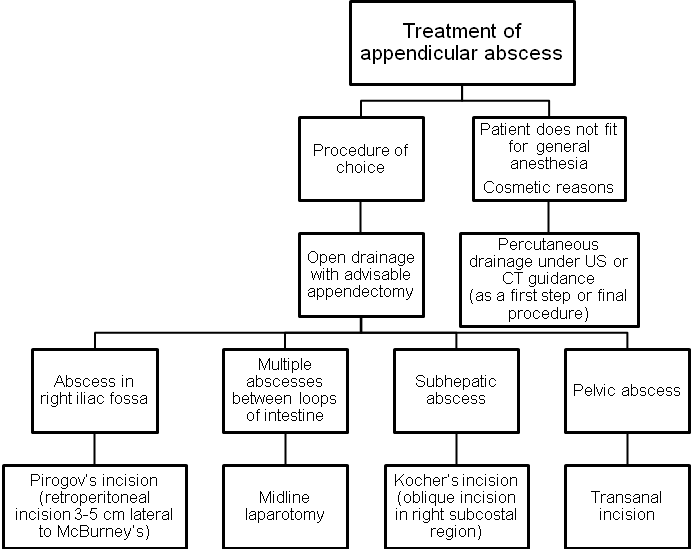 Treatment of
appendicular abscess
Procedure of
choice
Patient does not fit
for general
anesthesia
Cosmetic reasons
Open drainage
with advisable
appendectomy
Percutaneous
drainage under US or
CT guidance
(as a first step or final
procedure)
Abscess in
right iliac fossa
Multiple
abscesses
between loops
of intestine
Subhepatic
abscess
Pelvic abscess
Pirogov's incision
(retroperitoneal
incision 3-5 cm lateral
to McBurney's)
Midline
laparotomy
Kocher's incision
(oblique incision
in right subcostal
region)
Transanal
incision